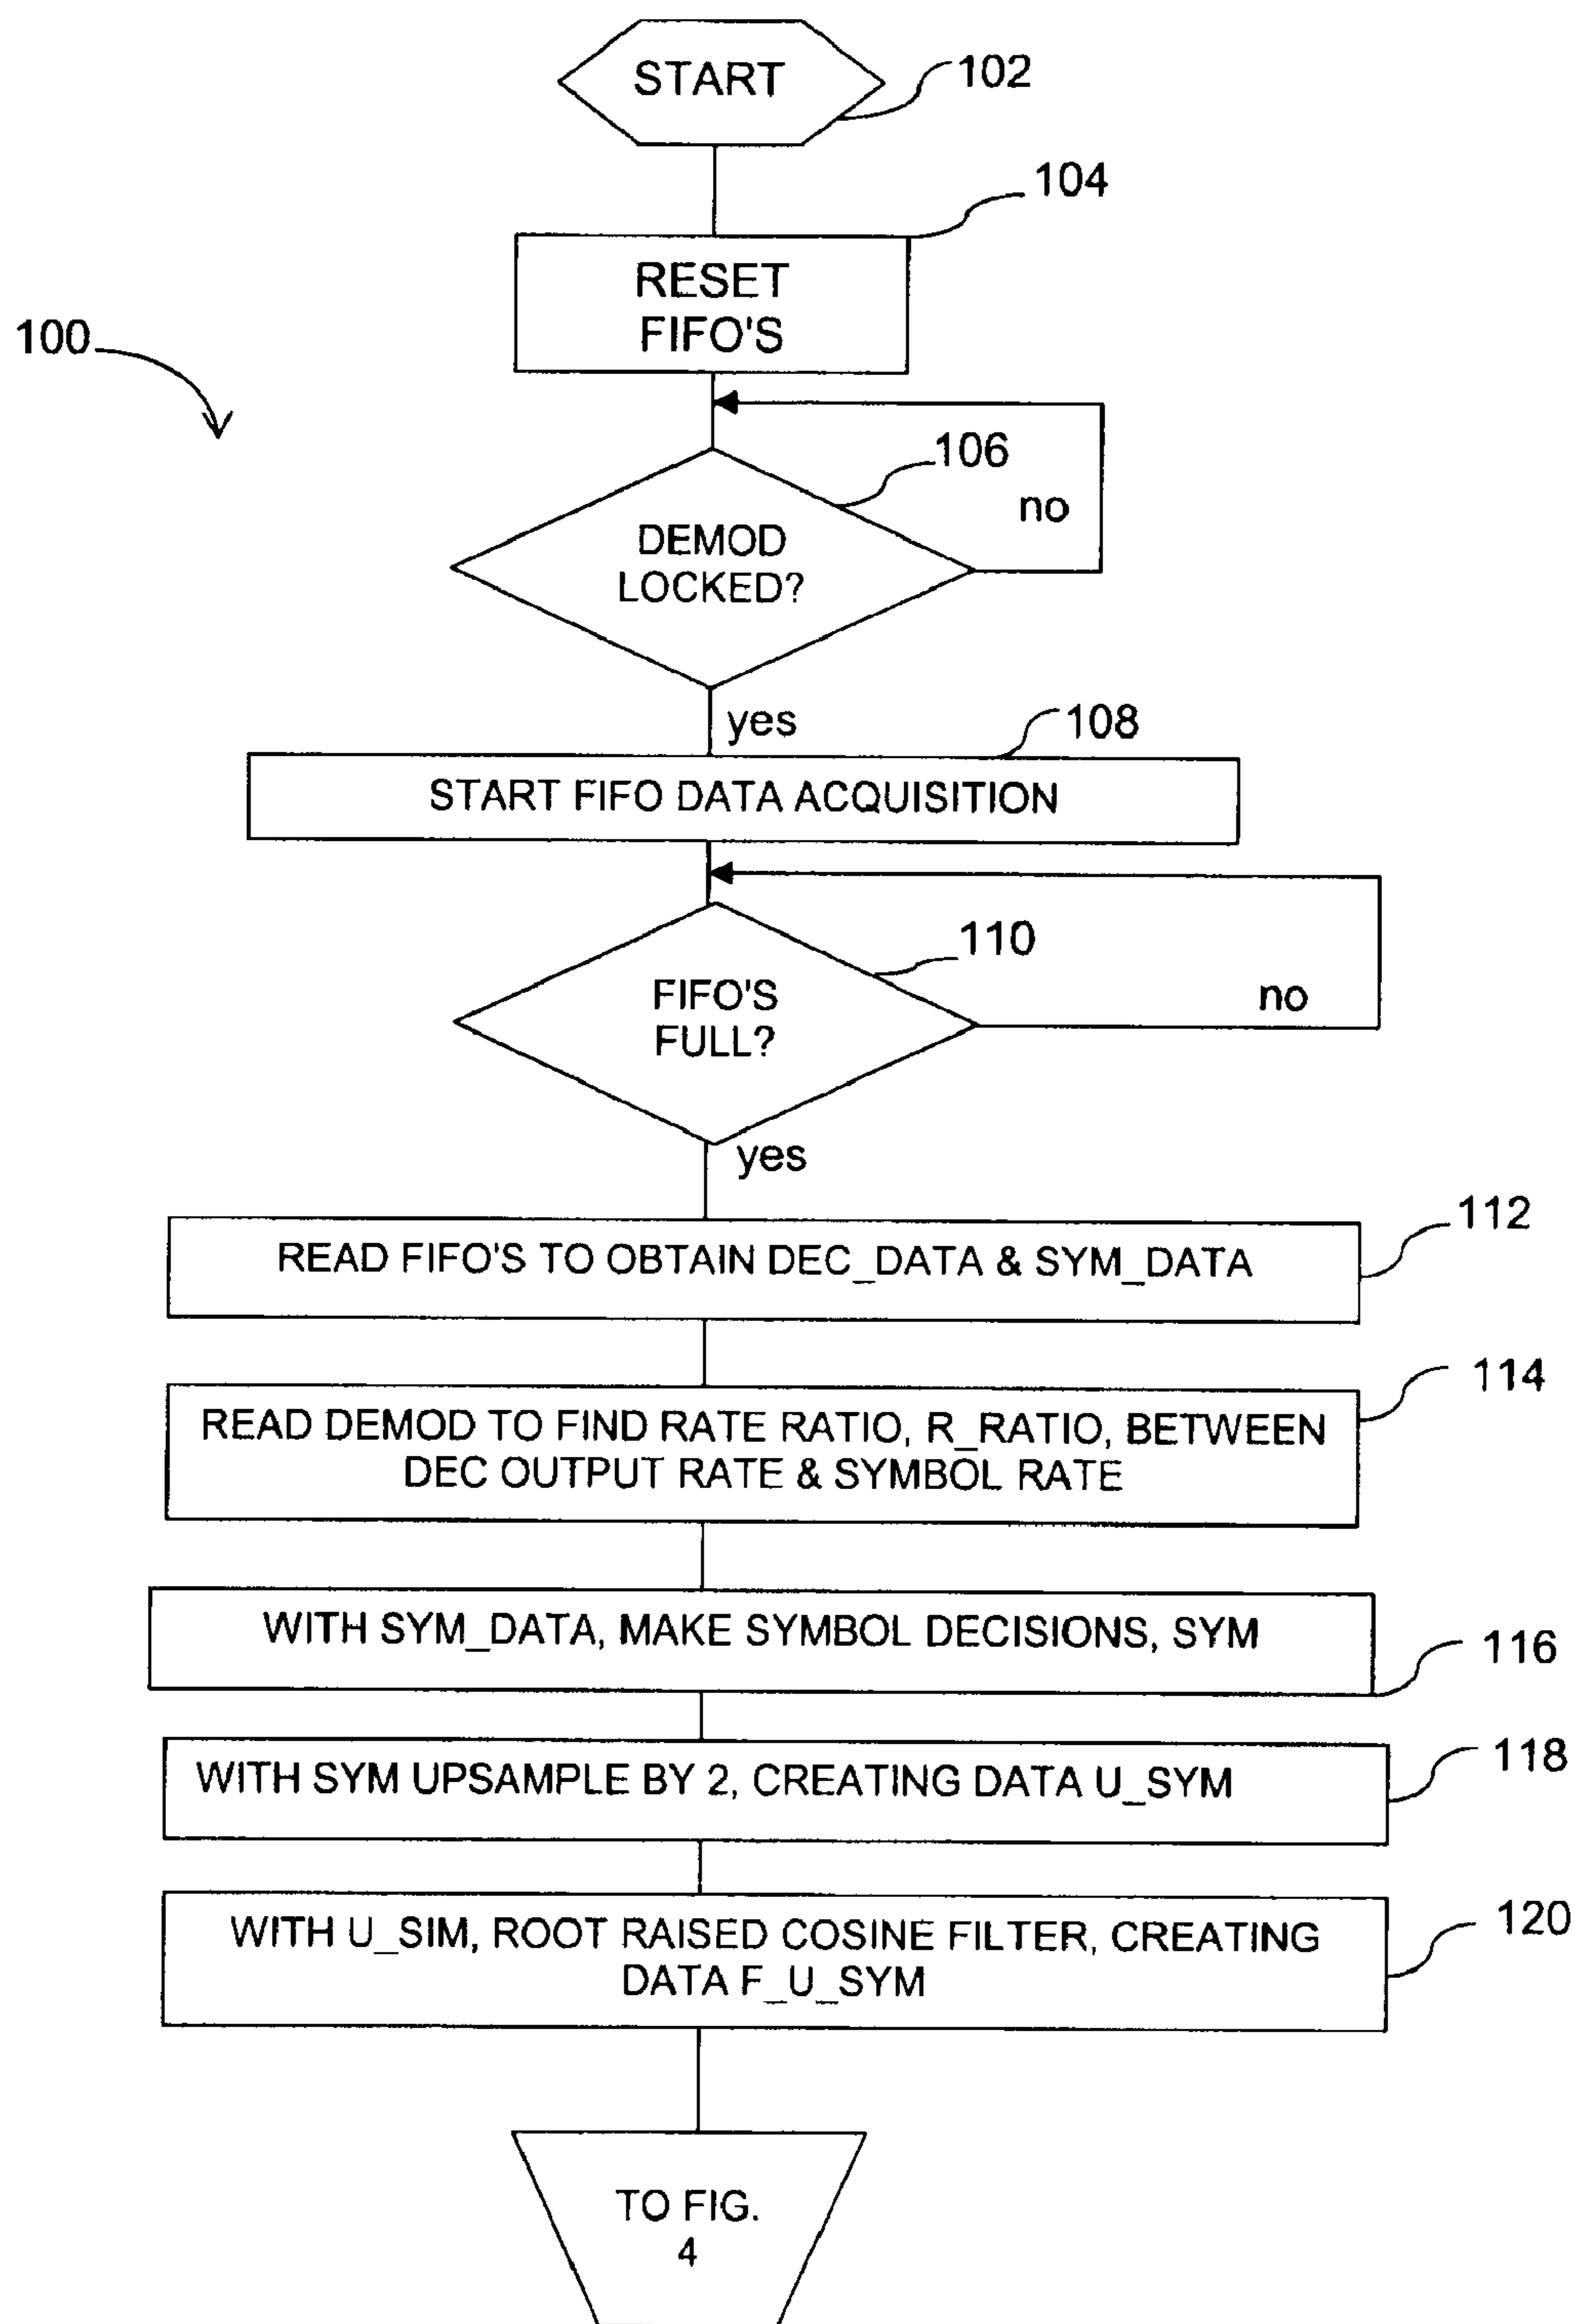 START
102
104
RESET
FIFO'S
100
106
no
DEMOD
LOCKED?
yes
108
START FIFO DATA ACQUISITION
110
no
FIFO'S
FULL?
yes
112
READ FIFO'S TO OBTAIN DEC_DATA & SYM_DATA
114
READ DEMOD TO FIND RATE RATIO, R_RATIO, BETWEEN
DEC OUTPUT RATE & SYMBOL RATE
WITH SYM_DATA, MAKE SYMBOL DECISIONS, SYM
116
WITH SYM UPSAMPLE BY 2, CREATING DATA U_SYM
118
WITH U_SIM, ROOT RAISED COSINE FILTER, CREATING
DATA F_U_SYM
120
TO FIG.
4